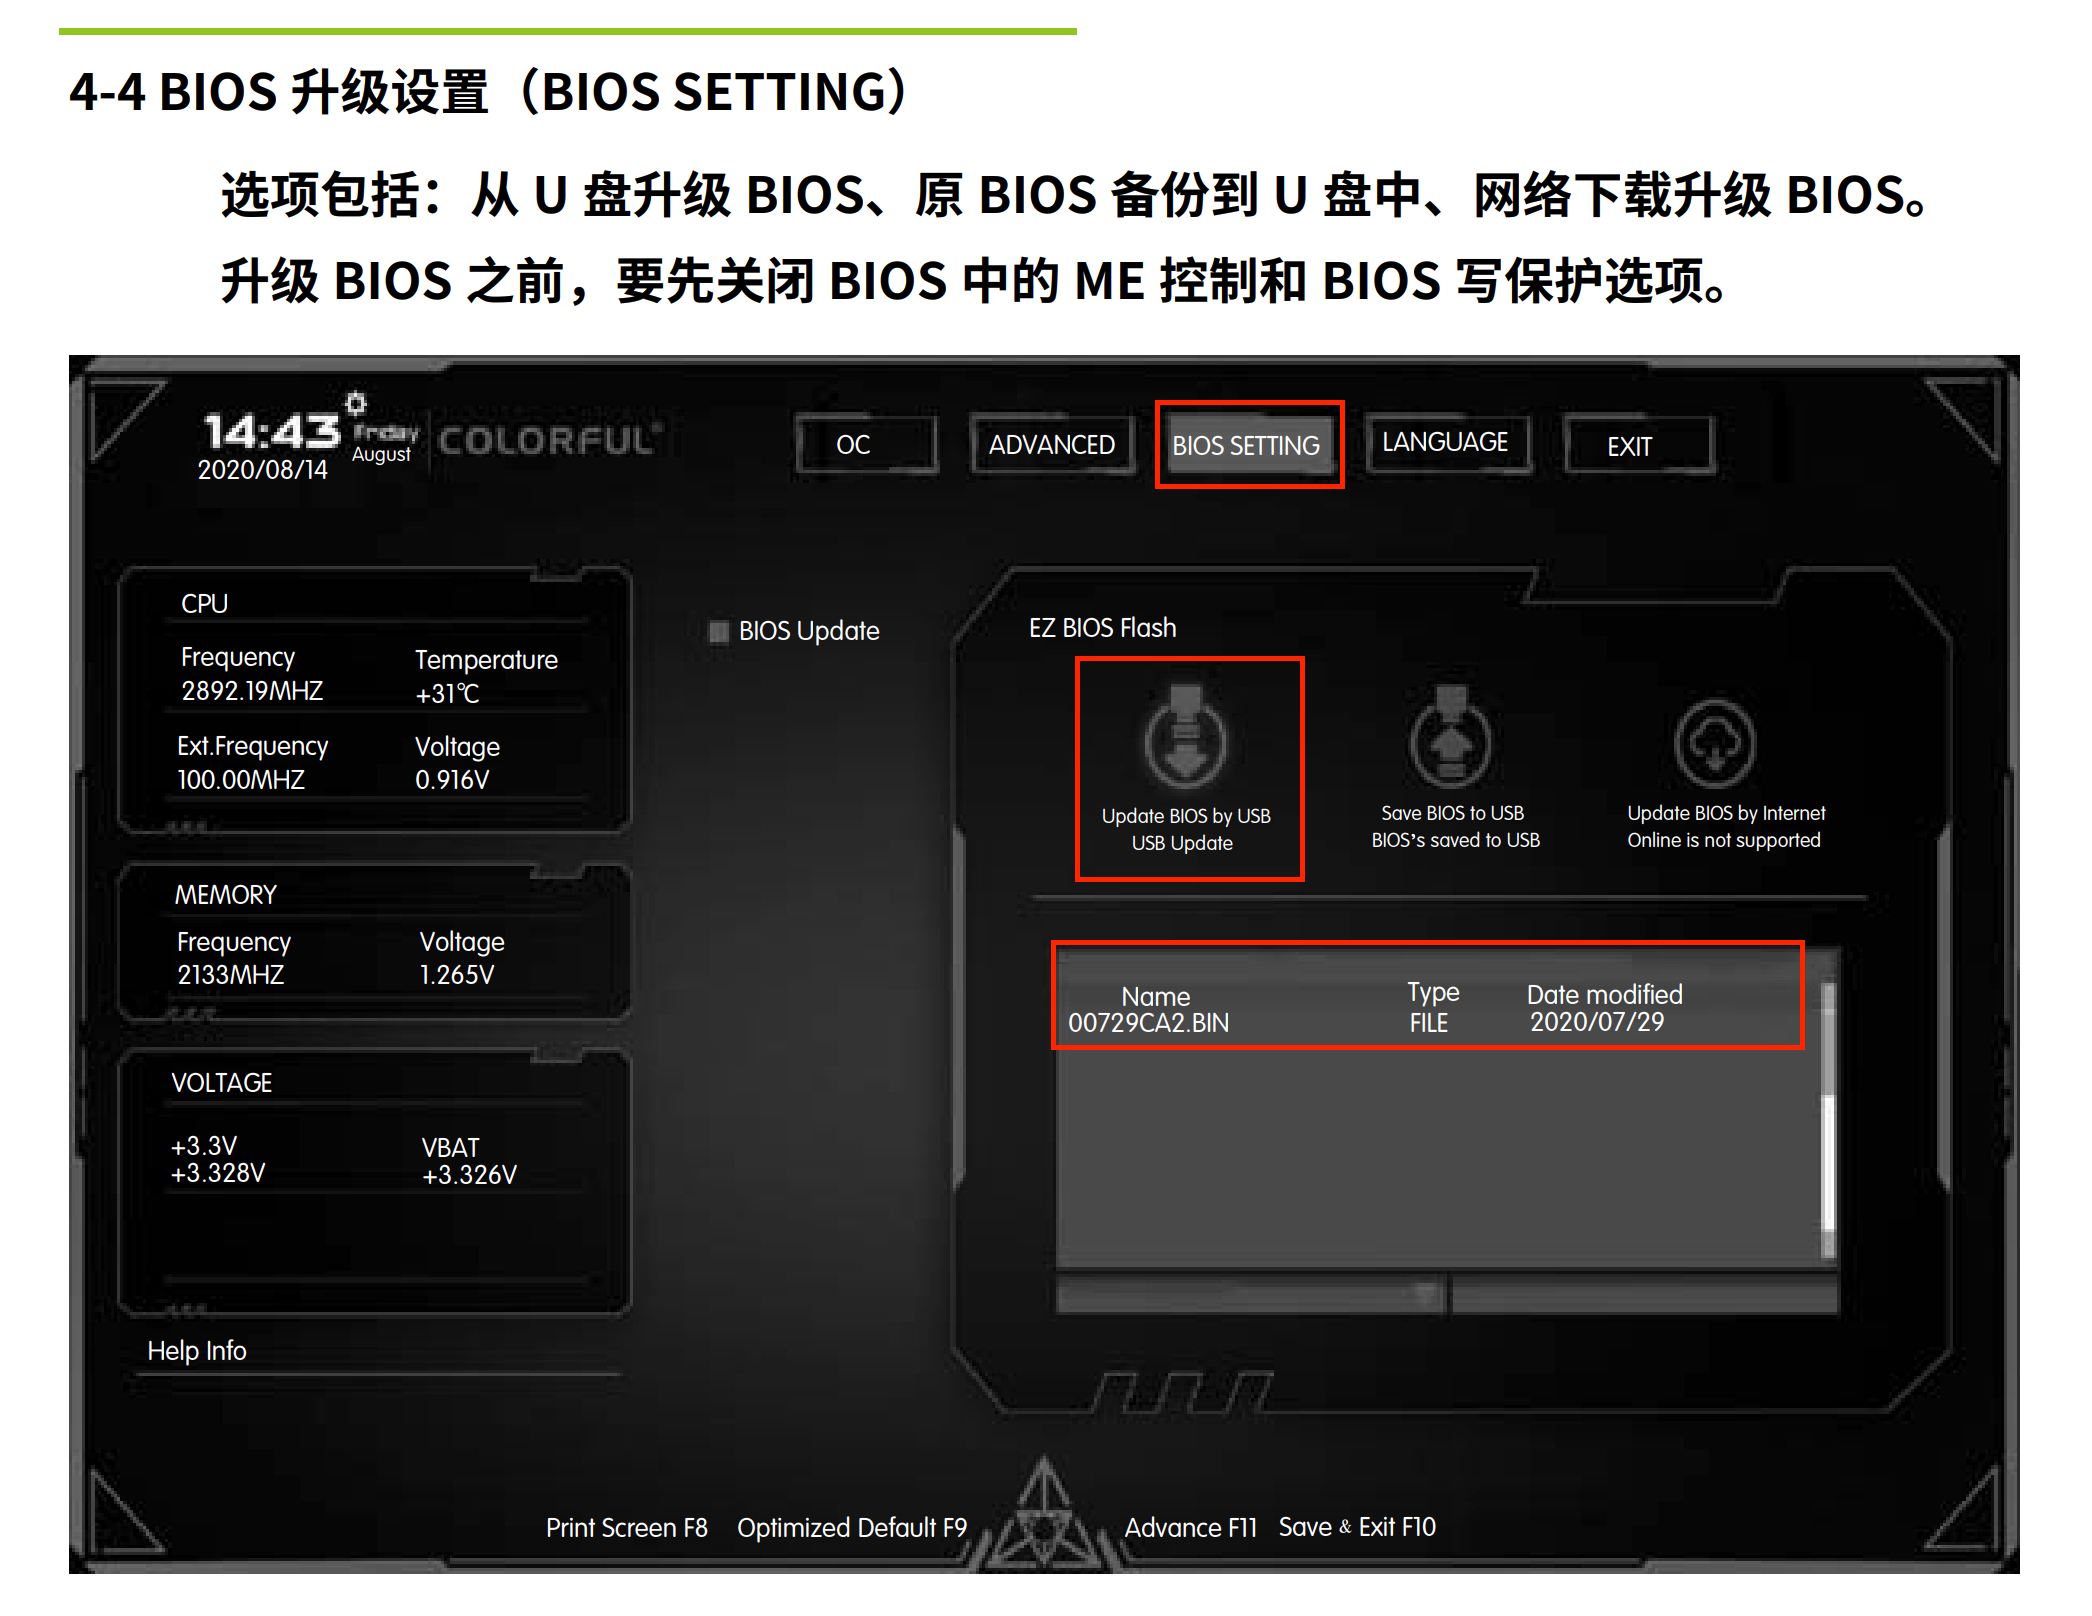 4-4 BIOS 升级设置（BIOS SETTING）
选项包括：从 U 盘升级 BIOS、原 BIOS 备份到 U 盘中、网络下载升级 BIOS。
升级 BIOS 之前，要先关闭 BIOS 中的 ME 控制和 BIOS 写保护选项。
14:43 Friday
August
2020/08/14
COLORFUL®
OC ADVANCED BIOS SETTING LANGUAGE EXIT
CPU
Frequency Temperature
2892.19MHZ +31℃
Ext.Frequency Voltage
100.00MHZ 0.916V
MEMORY
Frequency Voltage
2133MHZ 1.265V
VOLTAGE
+3.3V VBAT
+3.328V +3.326V
Help Info
BIOS Update
EZ BIOS Flash
Update BIOS by USB
USB Update
Save BIOS to USB
BIOS’s saved to USB
Update BIOS by Internet
Online is not supported
Name Type Date modified
00729CA2.BIN FILE 2020/07/29
Print Screen F8 Optimized Default F9 Advance F11 Save & Exit F10